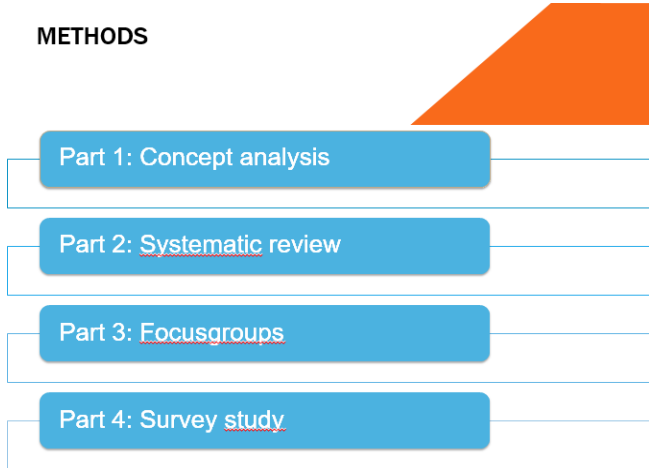 METHODS
Part 1: Concept analysis
Part 2: Systematic review
Part 3: Focusgroups
Part 4: Survey study